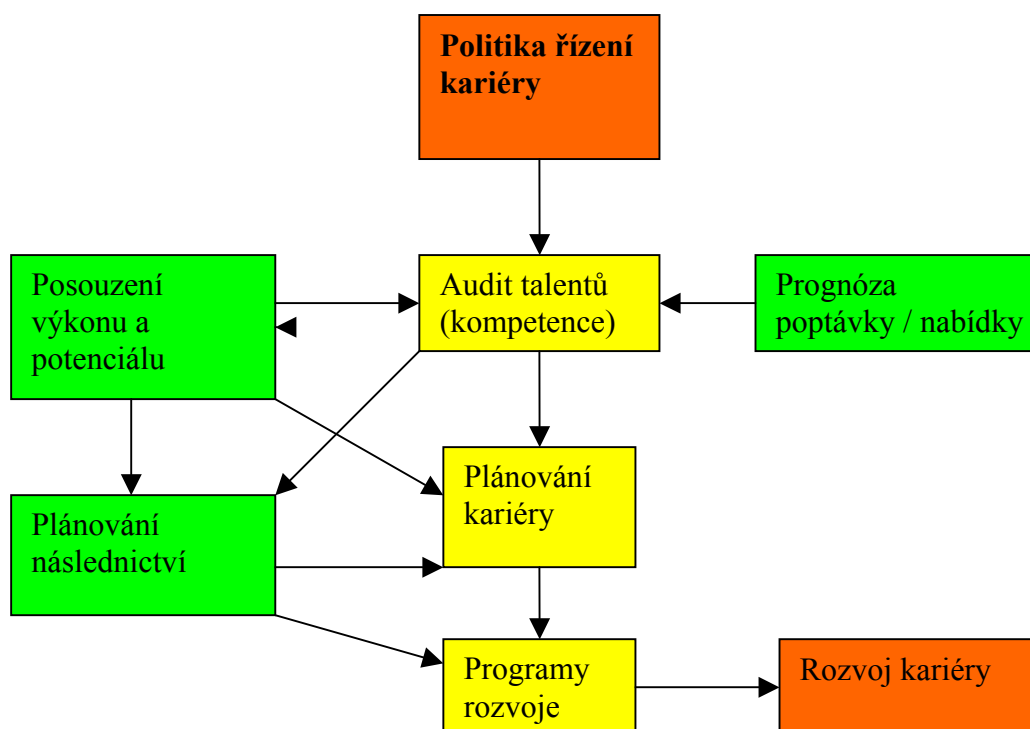 Politika řízení
kariéry
Posouzení
výkonu a
potenciálu
Audit talentů
(kompetence)
Prognóza
poptávky / nabídky
Plánování
následnictví
Plánování
kariéry
Programy
rozvoje
Rozvoj kariéry